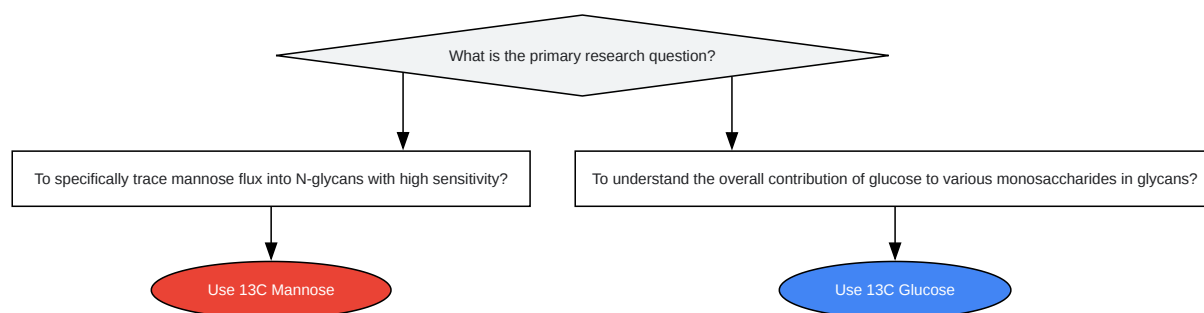 What is the primary research question?
To specifically trace mannose flux into N-glycans with high sensitivity?
To understand the overall contribution of glucose to various monosaccharides in glycans?
Use 13C Mannose
Use 13C Glucose